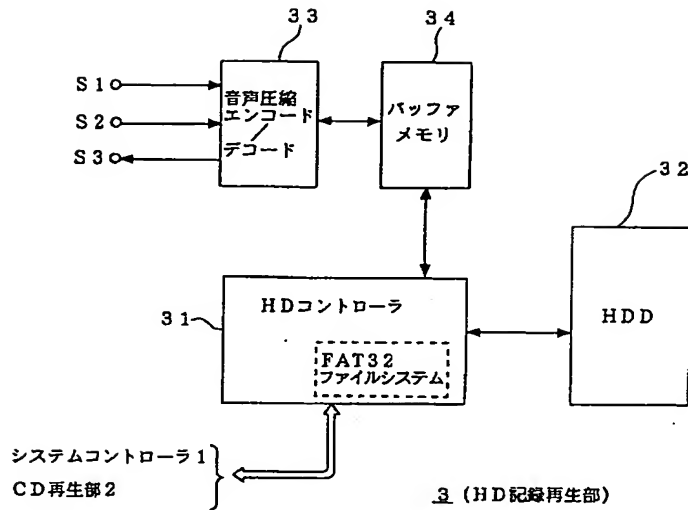 33
34
S1
S2
S3
音声圧縮
エンコード
／
デコード
バッファ
メモリ
32
31
HDコントローラ
FAT32
ファイルシステム
HDD
システムコントローラ1
CD再生部2
3 (HD記録再生部)